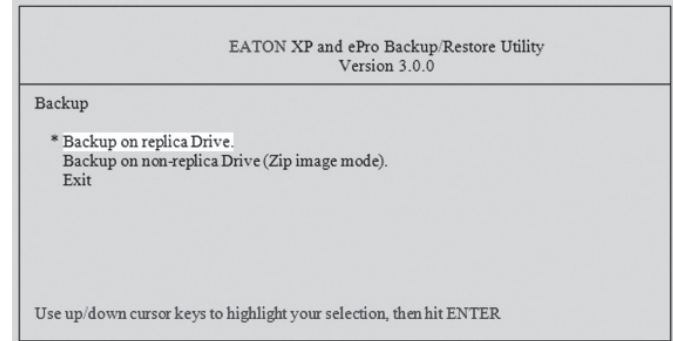 EATON XP and ePro Backup/Restore Utility
Version 3.0.0
Backup
* Backup on replica Drive.
Backup on non-replica Drive (Zip image mode).
Exit
Use up/down cursor keys to highlight your selection, then hit ENTER